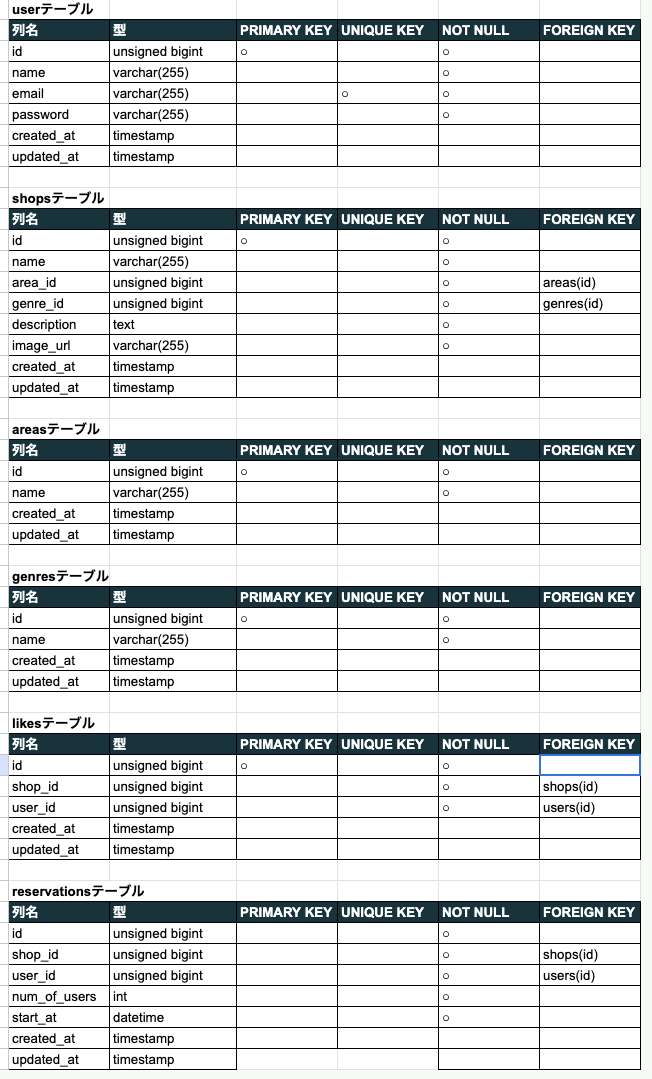 userテーブル
列名 型 PRIMARY KEY UNIQUE KEY NOT NULL FOREIGN KEY
id unsigned bigint ○ ○
name varchar(255) ○
email varchar(255) ○ ○
password varchar(255) ○
created_at timestamp
updated_at timestamp
shopsテーブル
列名 型 PRIMARY KEY UNIQUE KEY NOT NULL FOREIGN KEY
id unsigned bigint ○ ○
name varchar(255) ○
area_id unsigned bigint ○ areas(id)
genre_id unsigned bigint ○ genres(id)
description text ○
image_url varchar(255) ○
created_at timestamp
updated_at timestamp
areasテーブル
列名 型 PRIMARY KEY UNIQUE KEY NOT NULL FOREIGN KEY
id unsigned bigint ○ ○
name varchar(255) ○
created_at timestamp
updated_at timestamp
genresテーブル
列名 型 PRIMARY KEY UNIQUE KEY NOT NULL FOREIGN KEY
id unsigned bigint ○ ○
name varchar(255) ○
created_at timestamp
updated_at timestamp
likesテーブル
列名 型 PRIMARY KEY UNIQUE KEY NOT NULL FOREIGN KEY
id unsigned bigint ○ ○
shop_id unsigned bigint ○ shops(id)
user_id unsigned bigint ○ users(id)
created_at timestamp
updated_at timestamp
reservationsテーブル
列名 型 PRIMARY KEY UNIQUE KEY NOT NULL FOREIGN KEY
id unsigned bigint ○
shop_id unsigned bigint ○ shops(id)
user_id unsigned bigint ○ users(id)
num_of_users int ○
start_at datetime ○
created_at timestamp
updated_at timestamp